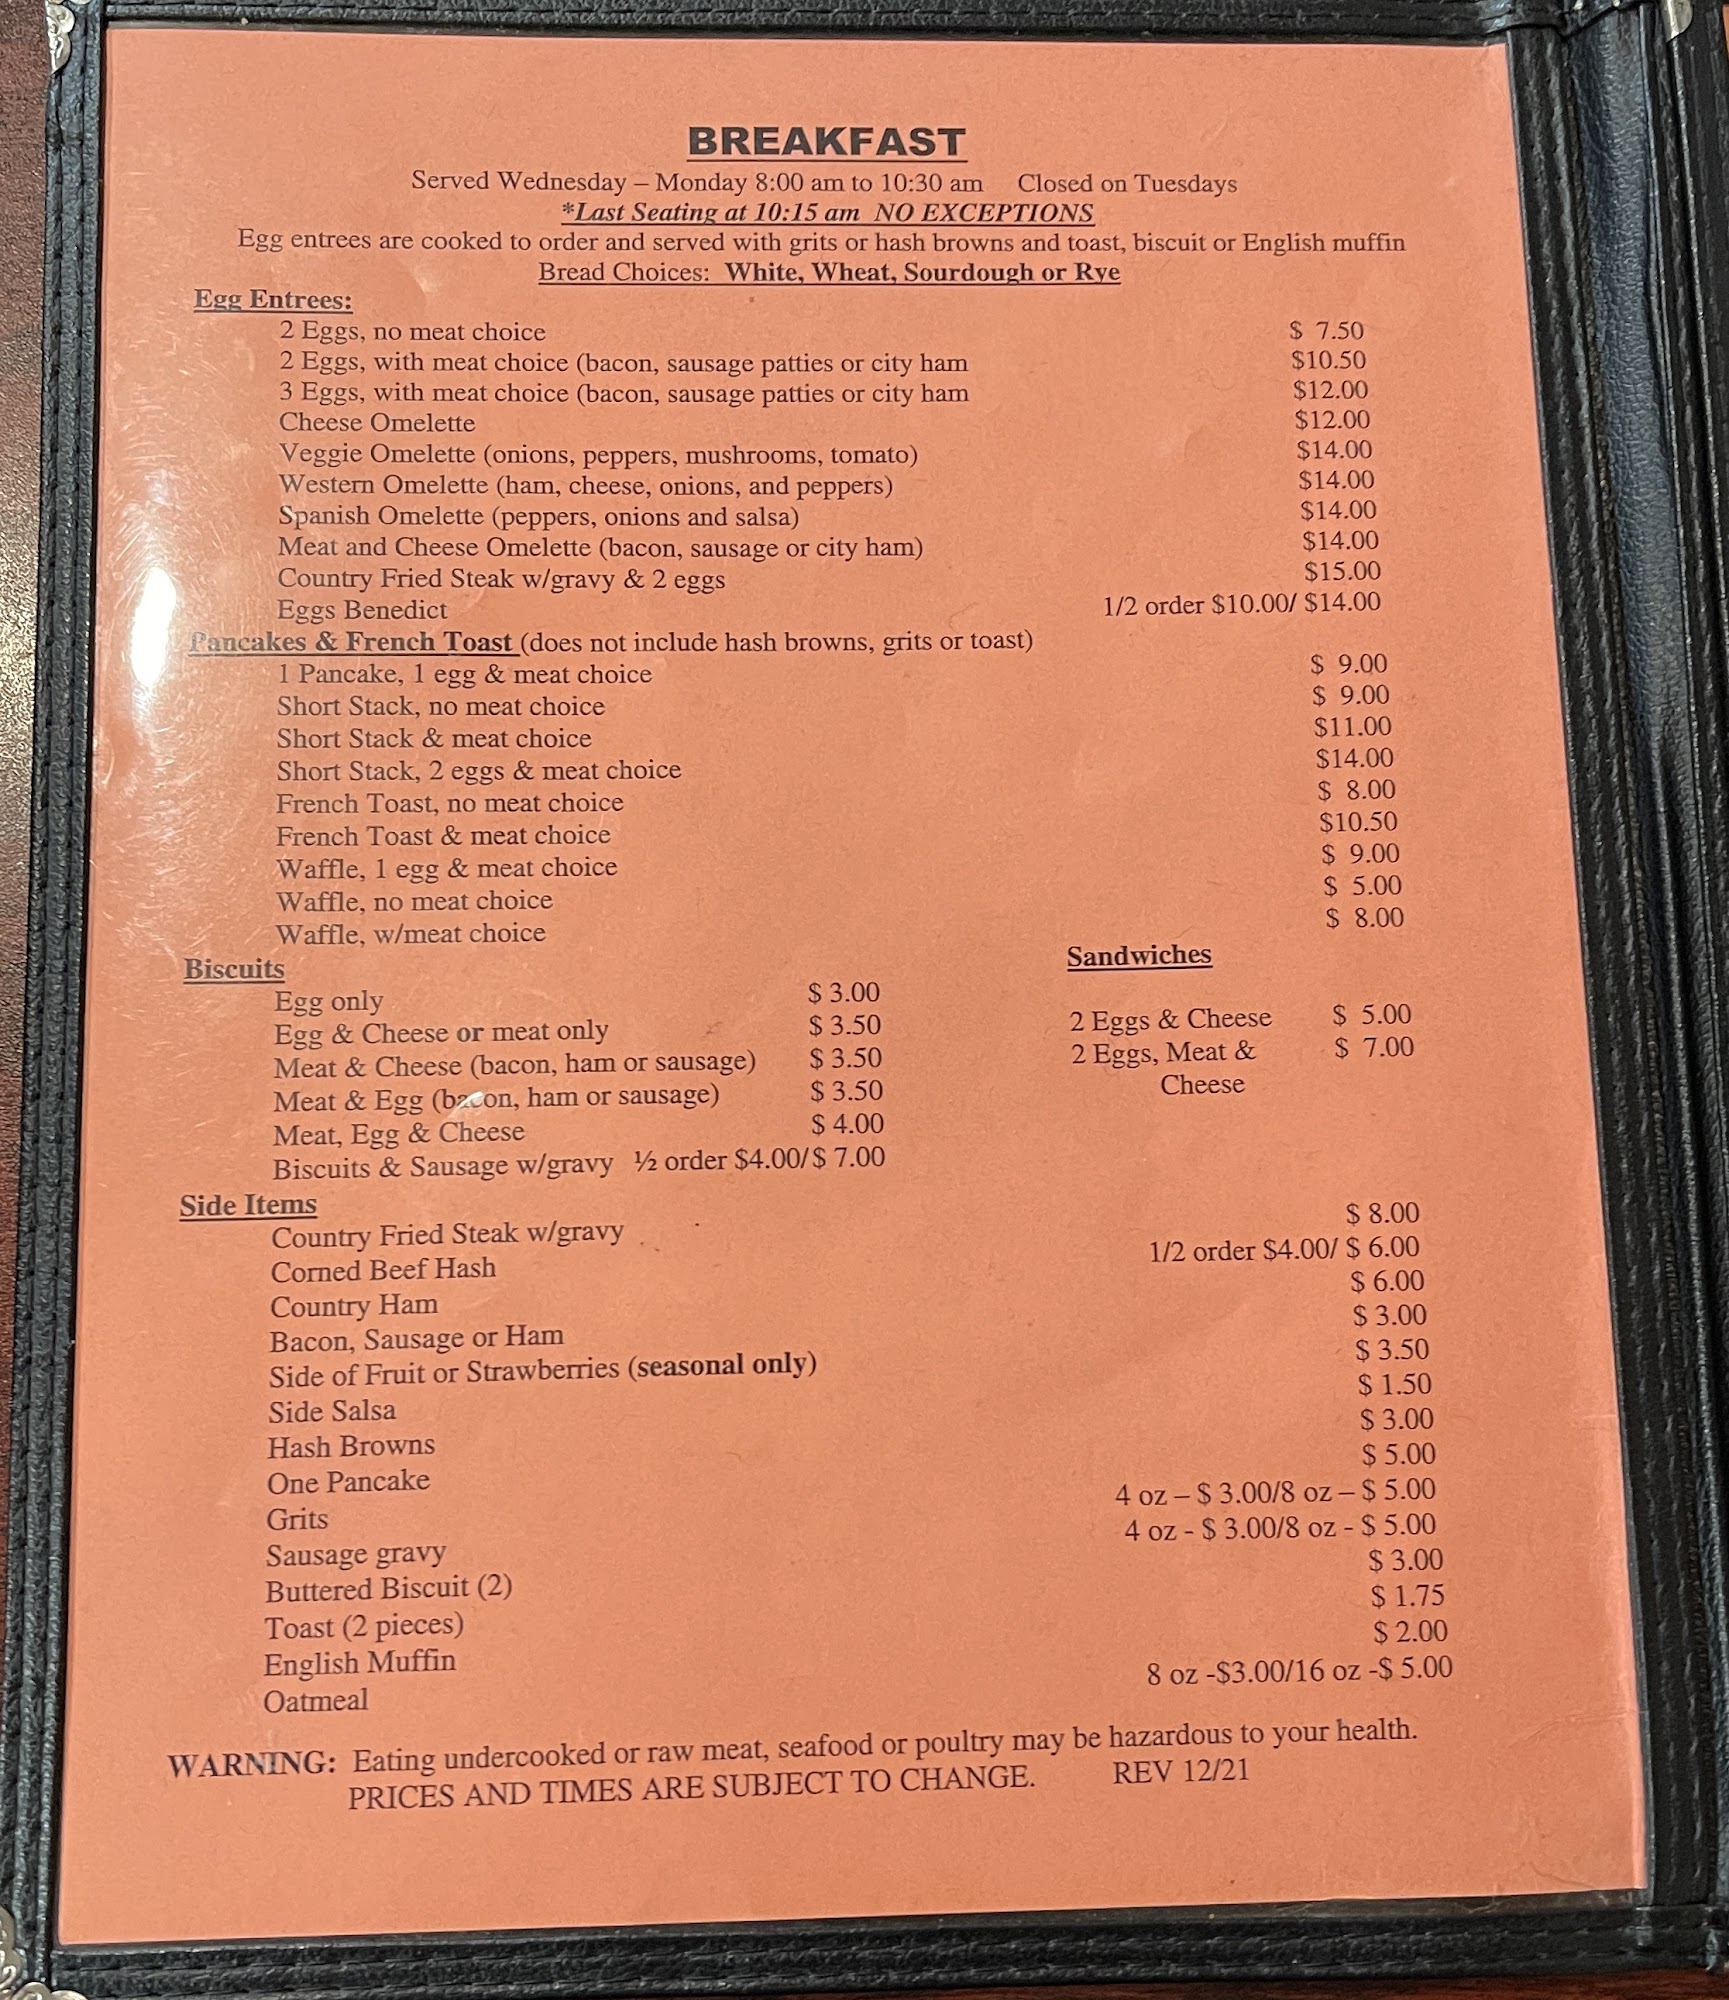 BREAKFAST
Served Wednesday – Monday 8:00 am to 10:30 am Closed on Tuesdays
*Last Seating at 10:15 am NO EXCEPTIONS
Egg entrees are cooked to order and served with grits or hash browns and toast, biscuit or English muffin
Bread Choices: White, Wheat, Sourdough or Rye
Egg Entrees:
2 Eggs, no meat choice $ 7.50
2 Eggs, with meat choice (bacon, sausage patties or city ham $10.50
3 Eggs, with meat choice (bacon, sausage patties or city ham $12.00
Cheese Omelette $12.00
Veggie Omelette (onions, peppers, mushrooms, tomato) $14.00
Western Omelette (ham, cheese, onions, and peppers) $14.00
Spanish Omelette (peppers, onions and salsa) $14.00
Meat and Cheese Omelette (bacon, sausage or city ham) $14.00
Country Fried Steak w/gravy & 2 eggs $15.00
Eggs Benedict 1/2 order $10.00/ $14.00
Pancakes & French Toast (does not include hash browns, grits or toast)
1 Pancake, 1 egg & meat choice $ 9.00
Short Stack, no meat choice $ 9.00
Short Stack & meat choice $11.00
Short Stack, 2 eggs & meat choice $14.00
French Toast, no meat choice $ 8.00
French Toast & meat choice $10.50
Waffle, 1 egg & meat choice $ 9.00
Waffle, no meat choice $ 5.00
Waffle, w/meat choice $ 8.00
Biscuits
Egg only $ 3.00
Egg & Cheese or meat only $ 3.50
Meat & Cheese (bacon, ham or sausage) $ 3.50
Meat & Egg (bacon, ham or sausage) $ 3.50
Meat, Egg & Cheese $ 4.00
Biscuits & Sausage w/gravy ½ order $4.00/$ 7.00
Sandwiches
2 Eggs & Cheese $ 5.00
2 Eggs, Meat & $ 7.00
Cheese
Side Items
Country Fried Steak w/gravy $ 8.00
Corned Beef Hash 1/2 order $4.00/ $ 6.00
Country Ham $ 6.00
Bacon, Sausage or Ham $ 3.00
Side of Fruit or Strawberries (seasonal only) $ 3.50
Side Salsa $ 1.50
Hash Browns $ 3.00
One Pancake $ 5.00
Grits 4 oz – $ 3.00/8 oz – $ 5.00
Sausage gravy 4 oz - $ 3.00/8 oz - $ 5.00
Buttered Biscuit (2) $ 3.00
Toast (2 pieces) $ 1.75
English Muffin $ 2.00
Oatmeal 8 oz -$3.00/16 oz -$ 5.00
WARNING: Eating undercooked or raw meat, seafood or poultry may be hazardous to your health.
PRICES AND TIMES ARE SUBJECT TO CHANGE. REV 12/21